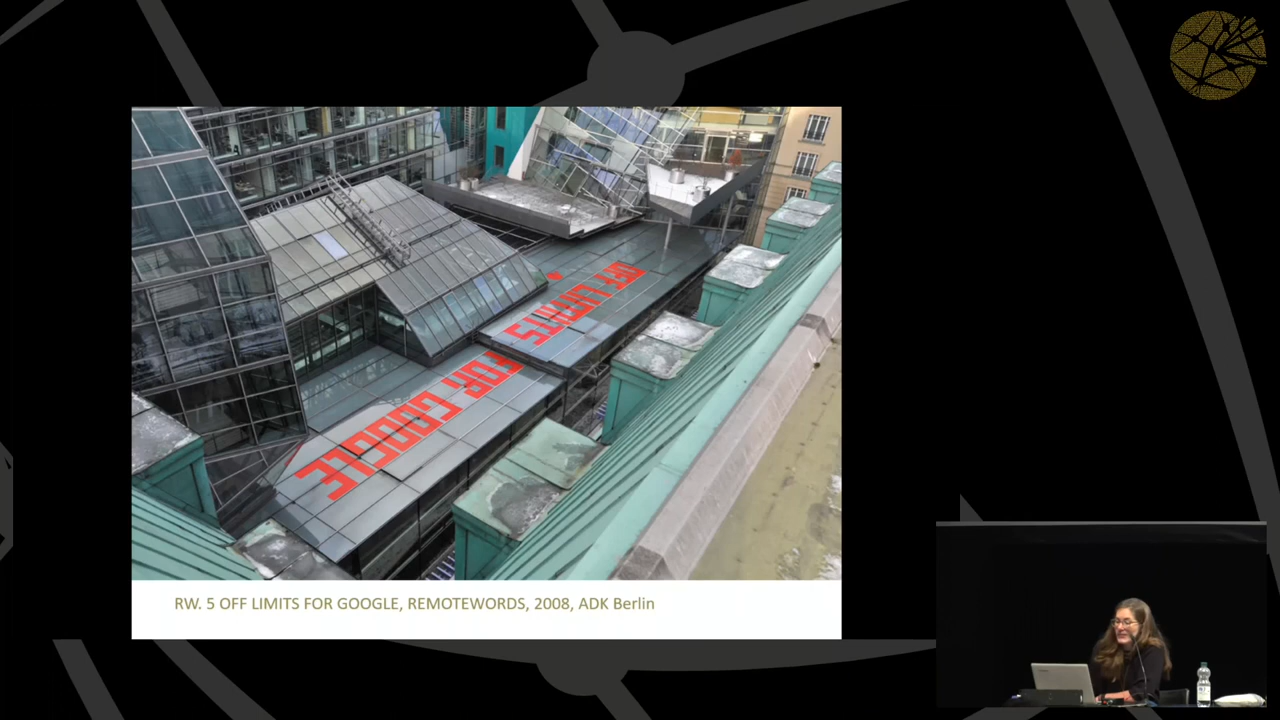 OFF LIMITS
FOR GOOGLE
RW. 5 OFF LIMITS FOR GOOGLE, REMOTEWORDS, 2008, ADK Berlin